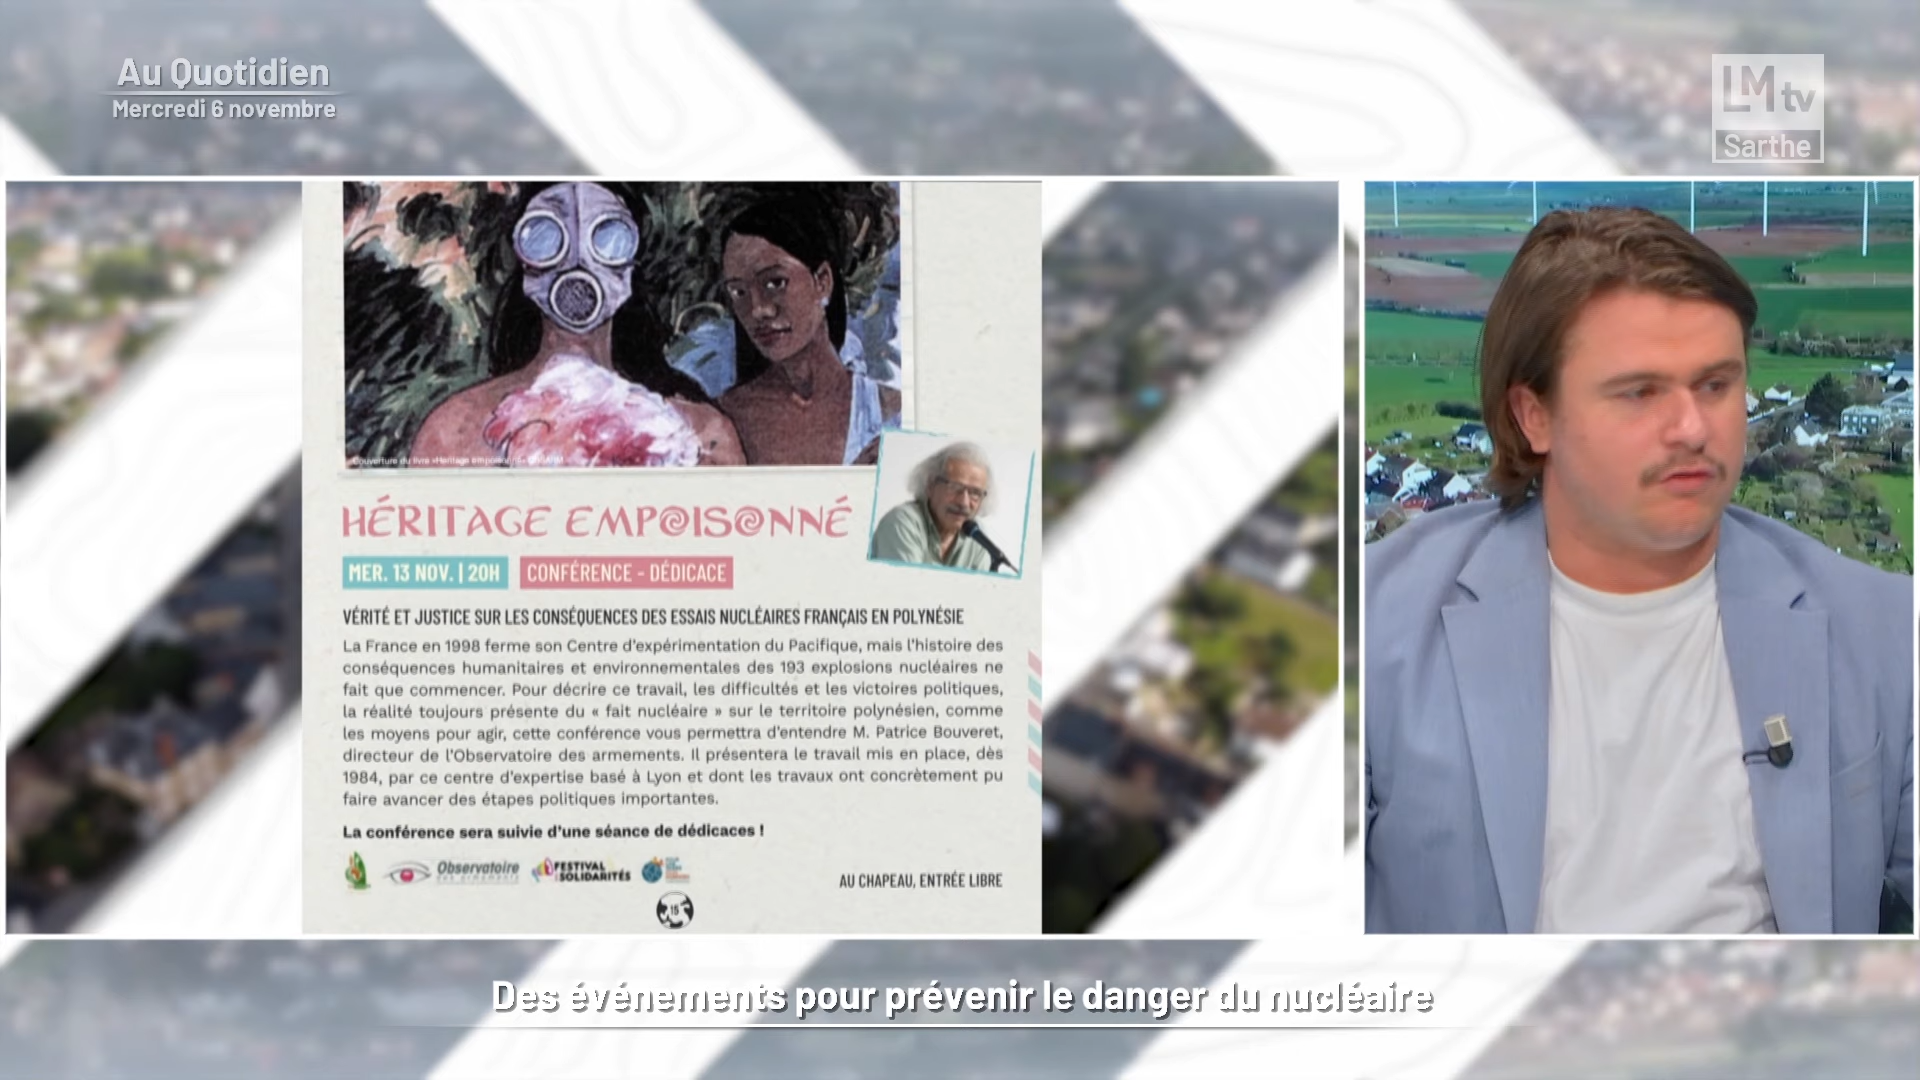 Au Quotidien
Mercredi 6 novembre
LM tv
Sarthe
HÉRITAGE EMPOISONNÉ
MER. 13 NOV. | 20H
CONFÉRENCE - DÉDICACE
VÉRITÉ ET JUSTICE SUR LES CONSÉQUENCES DES ESSAIS NUCLÉAIRES FRANÇAIS EN POLYNÉSIE
La France en 1998 ferme son Centre d'expérimentation du Pacifique, mais l'histoire des
conséquences humanitaires et environnementales des 193 explosions nucléaires ne
fait que commencer. Pour décrire ce travail, les difficultés et les victoires politiques,
la réalité toujours présente du « fait nucléaire » sur le territoire polynésien, comme
les moyens pour agir, cette conférence vous permettra d'entendre M. Patrice Bouveret,
directeur de l'Observatoire des armements. Il présentera le travail mis en place, dès
1984, par ce centre d'expertise basé à Lyon et dont les travaux ont concrètement pu
faire avancer des étapes politiques importantes.
La conférence sera suivie d'une séance de dédicaces !
Observatoire
FESTIVAL
SOLIDARITÉS
AU CHAPEAU, ENTRÉE LIBRE
15
Des événements pour prévenir le danger du nucléaire